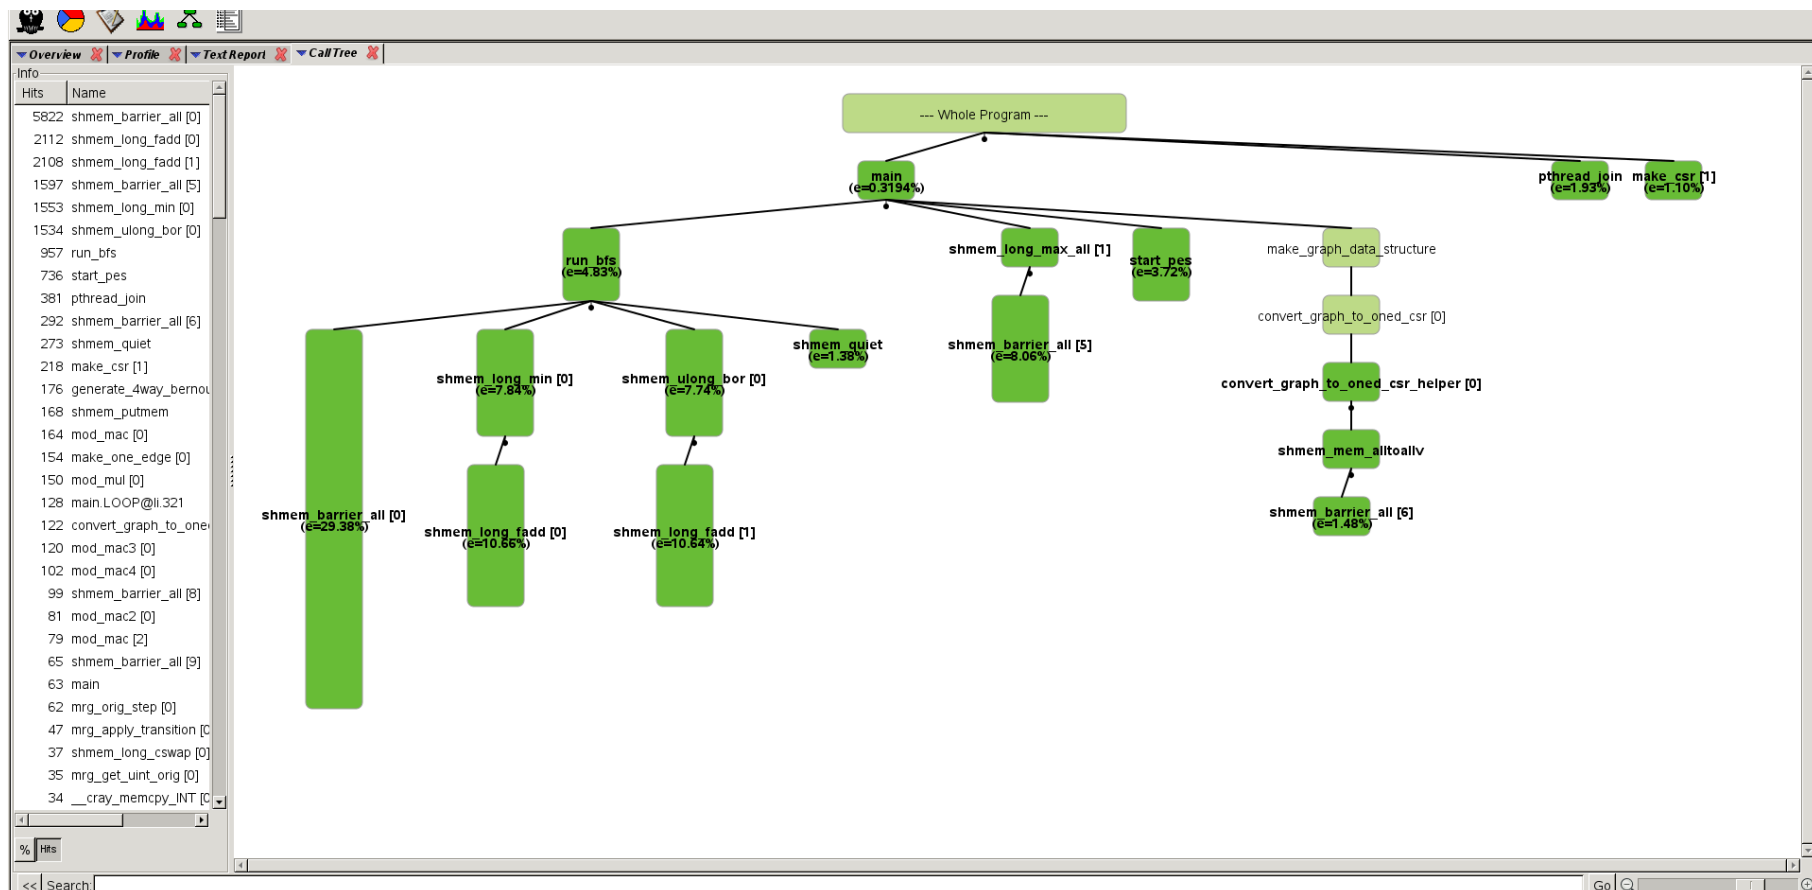 Overview
Profile
Text Report
CallTree
Info
Hits Name
5822 shmem_barrier_all [0]
2112 shmem_long_fadd [0]
2108 shmem_long_fadd [1]
1597 shmem_barrier_all [5]
1553 shmem_long_min [0]
1534 shmem_ulong_bor [0]
957 run_bfs
736 start_pes
381 pthread_join
292 shmem_barrier_all [6]
273 shmem_quiet
218 make_csr [1]
176 generate_4way_bernou
168 shmem_putmem
164 mod_mac [0]
154 make_one_edge [0]
150 mod_mul [0]
128 main.LOOP@li.321
122 convert_graph_to_oned
120 mod_mac3 [0]
102 mod_mac4 [0]
99 shmem_barrier_all [8]
81 mod_mac2 [0]
79 mod_mac [2]
65 shmem_barrier_all [9]
63 main
62 mrg_orig_step [0]
47 mrg_apply_transition [0
37 shmem_long_cswap [0]
35 mrg_get_uint_orig [0]
34 __cray_memcpy_INT [0
% Hits
--- Whole Program ---
main
(e=0.3194%)
pthread_join
(e=1.93%)
make_csr [1]
(e=1.10%)
run_bfs
(e=4.83%)
shmem_long_max_all [1]
start_pes
(e=3.72%)
make_graph_data_structure
convert_graph_to_oned_csr [0]
shmem_quiet
(e=1.38%)
shmem_barrier_all [5]
(e=8.06%)
shmem_long_min [0]
(e=7.84%)
shmem_ulong_bor [0]
(e=7.74%)
convert_graph_to_oned_csr_helper [0]
shmem_mem_alltoallv
shmem_barrier_all [0]
(e=29.38%)
shmem_long_fadd [0]
(e=10.66%)
shmem_long_fadd [1]
(e=10.64%)
shmem_barrier_all [6]
(e=1.48%)
<< Search: Go